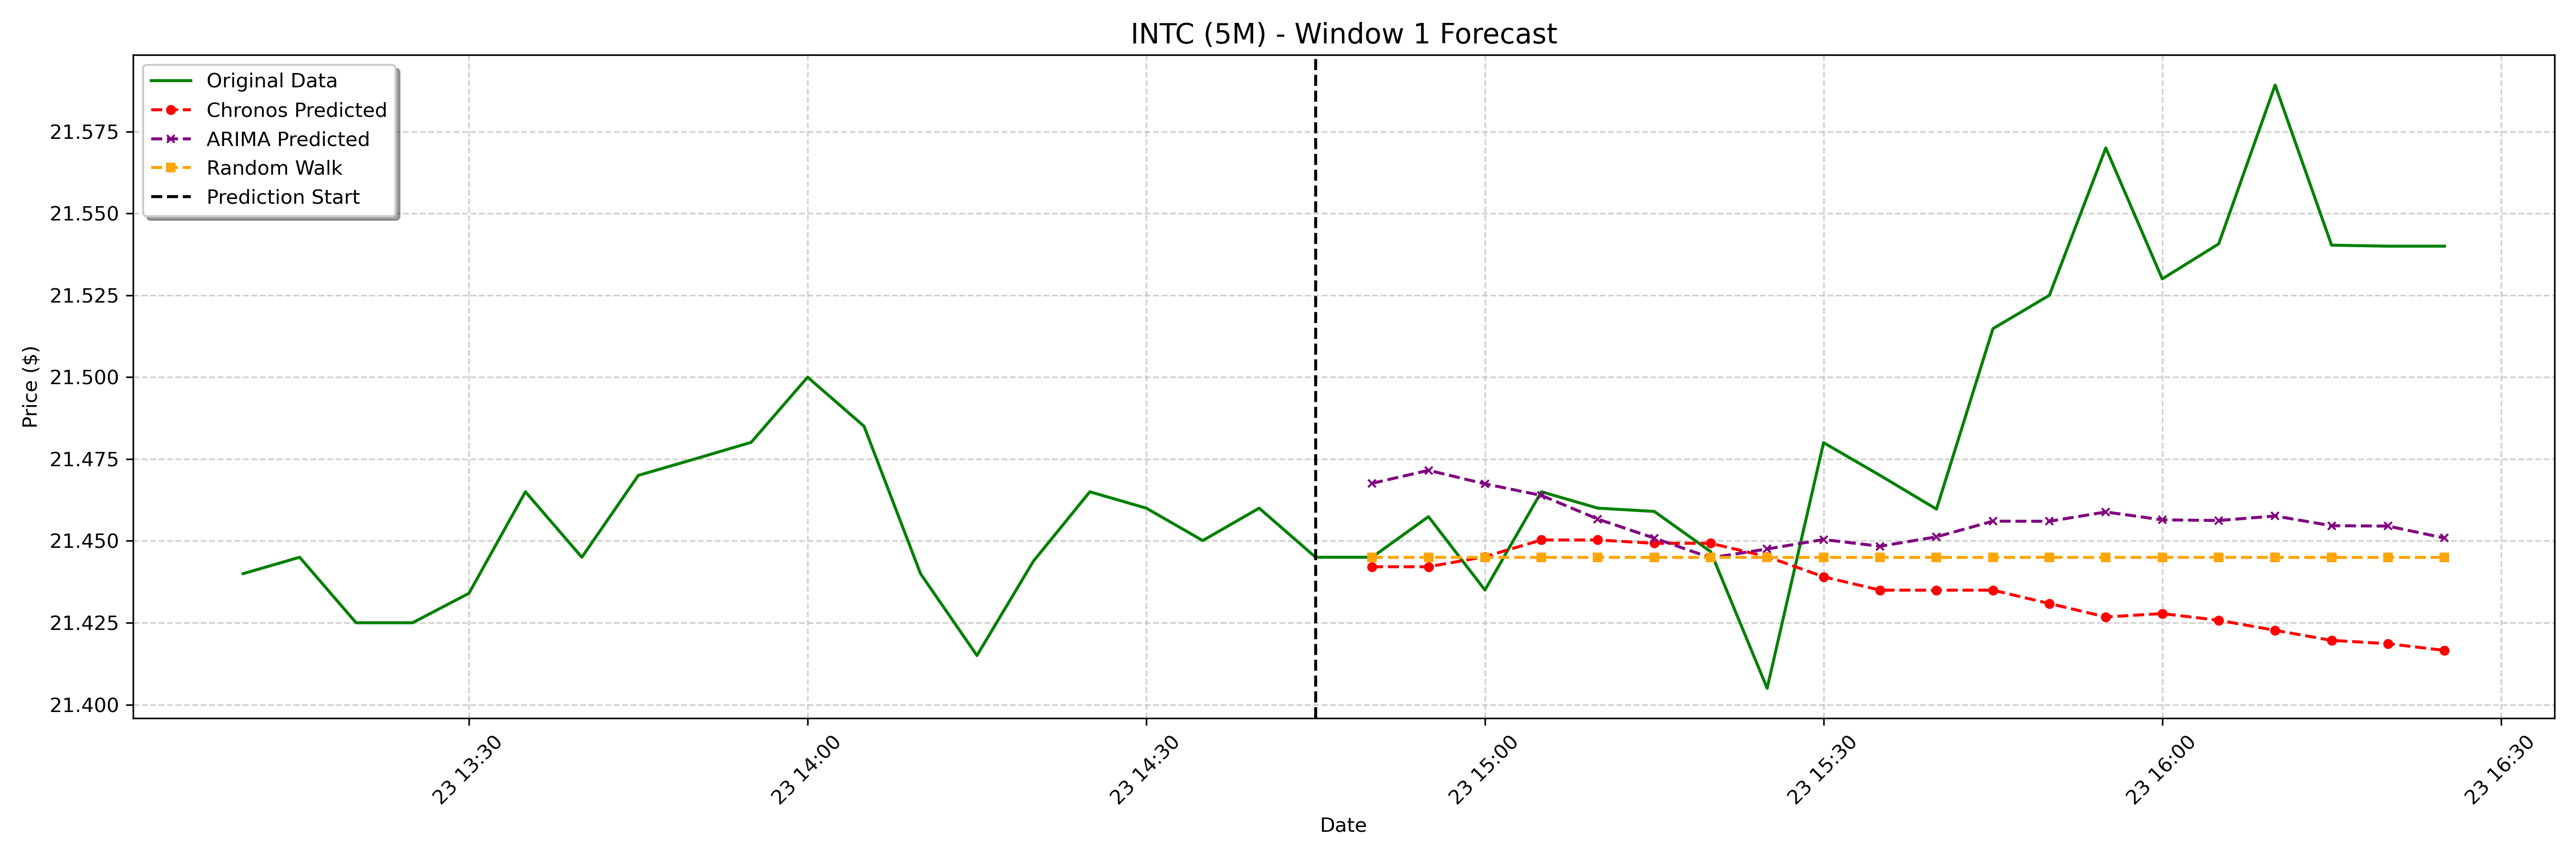 INTC (5M) - Window 1 Forecast
Original Data
Chronos Predicted
ARIMA Predicted
Random Walk
Prediction Start
Price ($)
21.575
21.550
21.525
21.500
21.475
21.450
21.425
21.400
23 13:30
23 14:00
23 14:30
23 15:00
23 15:30
23 16:00
23 16:30
Date